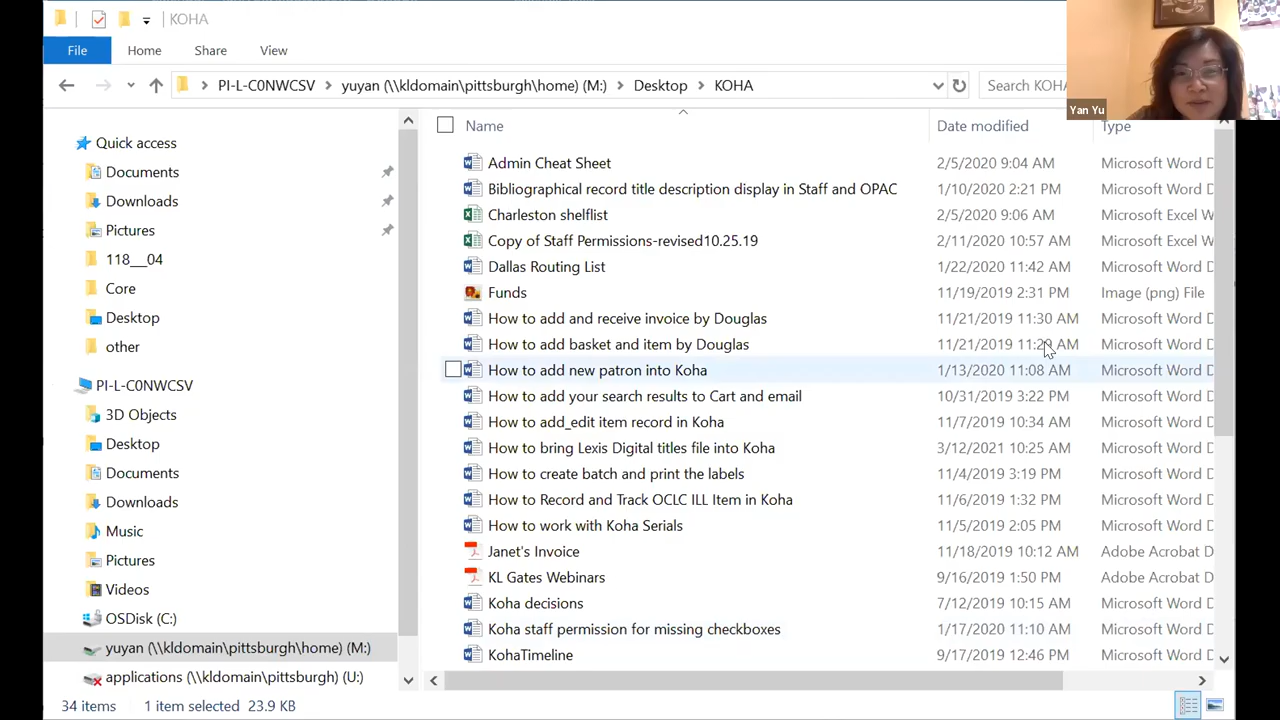 KOHA
File Home Share View
PI-L-C0NWCSV yuyan (\\kldomain\pittsburgh\home) (M:) Desktop KOHA Search KOHA
Yan Yu
Name Date modified Type
Quick access
Documents
Downloads
Pictures
118__04
Core
Desktop
other
PI-L-C0NWCSV
3D Objects
Desktop
Documents
Downloads
Music
Pictures
Videos
OSDisk (C:)
yuyan (\\kldomain\pittsburgh\home) (M:)
applications (\\kldomain\pittsburgh) (U:)
Admin Cheat Sheet 2/5/2020 9:04 AM Microsoft Word D
Bibliographical record title description display in Staff and OPAC 1/10/2020 2:21 PM Microsoft Word D
Charleston shelflist 2/5/2020 9:06 AM Microsoft Excel W
Copy of Staff Permissions-revised10.25.19 2/11/2020 10:57 AM Microsoft Excel W
Dallas Routing List 1/22/2020 11:42 AM Microsoft Word D
Funds 11/19/2019 2:31 PM Image (png) File
How to add and receive invoice by Douglas 11/21/2019 11:30 AM Microsoft Word D
How to add basket and item by Douglas 11/21/2019 AM Microsoft Word D
How to add new patron into Koha 1/13/2020 11:08 AM Microsoft Word D
How to add your search results to Cart and email 10/31/2019 3:22 PM Microsoft Word D
How to add_edit item record in Koha 11/7/2019 10:34 AM Microsoft Word D
How to bring Lexis Digital titles file into Koha 3/12/2021 10:25 AM Microsoft Word D
How to create batch and print the labels 11/4/2019 3:19 PM Microsoft Word D
How to Record and Track OCLC ILL Item in Koha 11/6/2019 1:32 PM Microsoft Word D
How to work with Koha Serials 11/5/2019 2:05 PM Microsoft Word D
Janet's Invoice 11/18/2019 10:12 AM Adobe Acrobat D
KL Gates Webinars 9/16/2019 1:50 PM Adobe Acrobat D
Koha decisions 7/12/2019 10:15 AM Microsoft Word D
Koha staff permission for missing checkboxes 1/17/2020 11:10 AM Microsoft Word D
KohaTimeline 9/17/2019 12:46 PM Microsoft Word D
34 items 1 item selected 23.9 KB